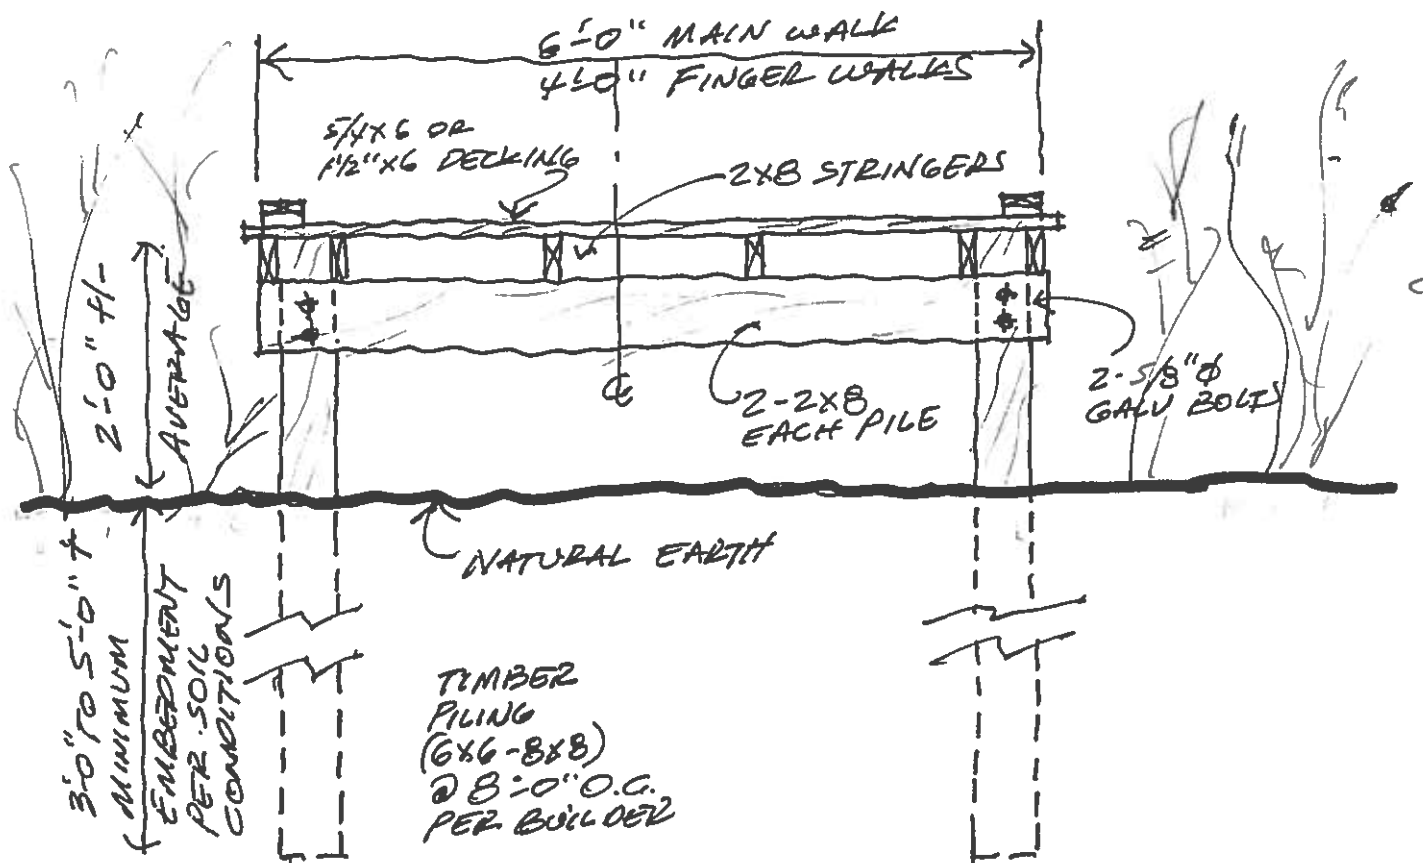 6'-0" MAIN WALK
4'-0" FINGER WALKS
5/4X6 OR
1 1/2"X6 DECKING
2X8 STRINGERS
2'-0" +/-
AVERAGE
2-2X8
EACH PILE
2-5/8"Ø
GALV BOLTS
NATURAL EARTH
3'-0" TO 5'-0" ±
MINIMUM
EMBEDMENT
PER SOIL
CONDITIONS
TIMBER
PILING
(6X6-8X8)
@ 8'-0" O.C.
PER BUILDER